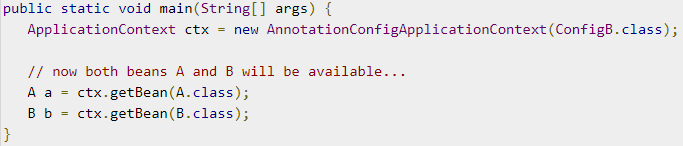 public static void main(String[] args) {
    ApplicationContext ctx = new AnnotationConfigApplicationContext(ConfigB.class);
    // now both beans A and B will be available...
    A a = ctx.getBean(A.class);
    B b = ctx.getBean(B.class);
}